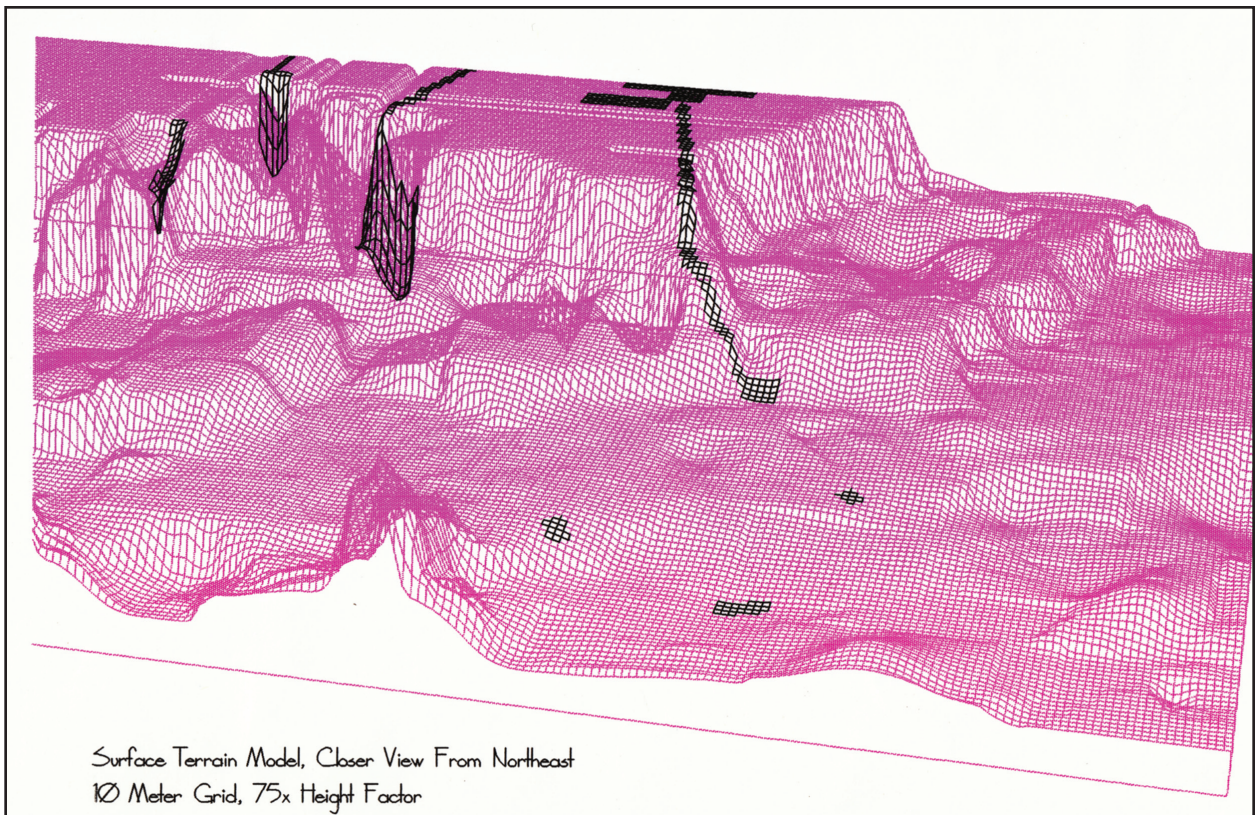 Surface Terrain Model, Closer View From Northeast
10 Meter Grid, 75x Height Factor